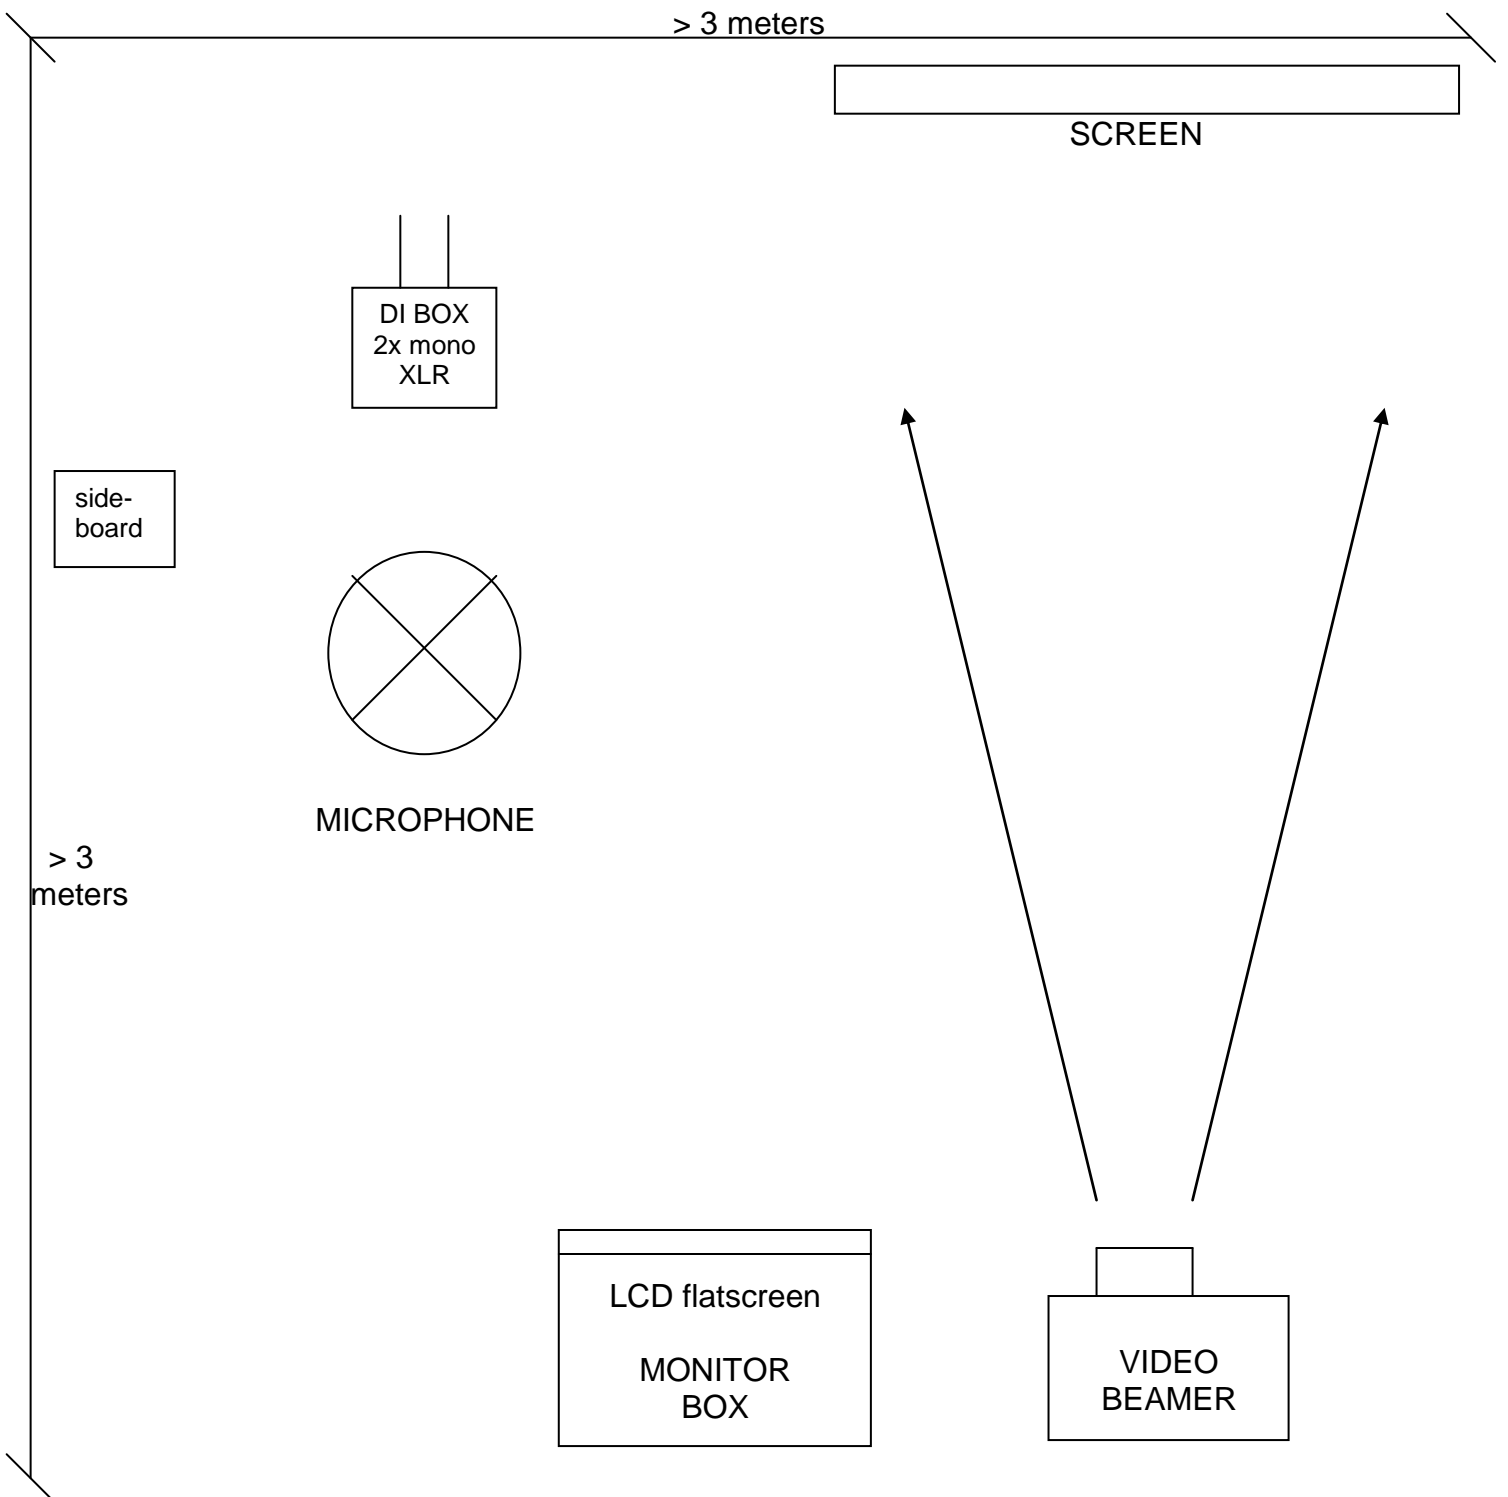 > 3 meters
SCREEN
DI BOX
2x mono
XLR
side-
board
MICROPHONE
> 3
meters
LCD flatscreen
MONITOR
BOX
VIDEO
BEAMER